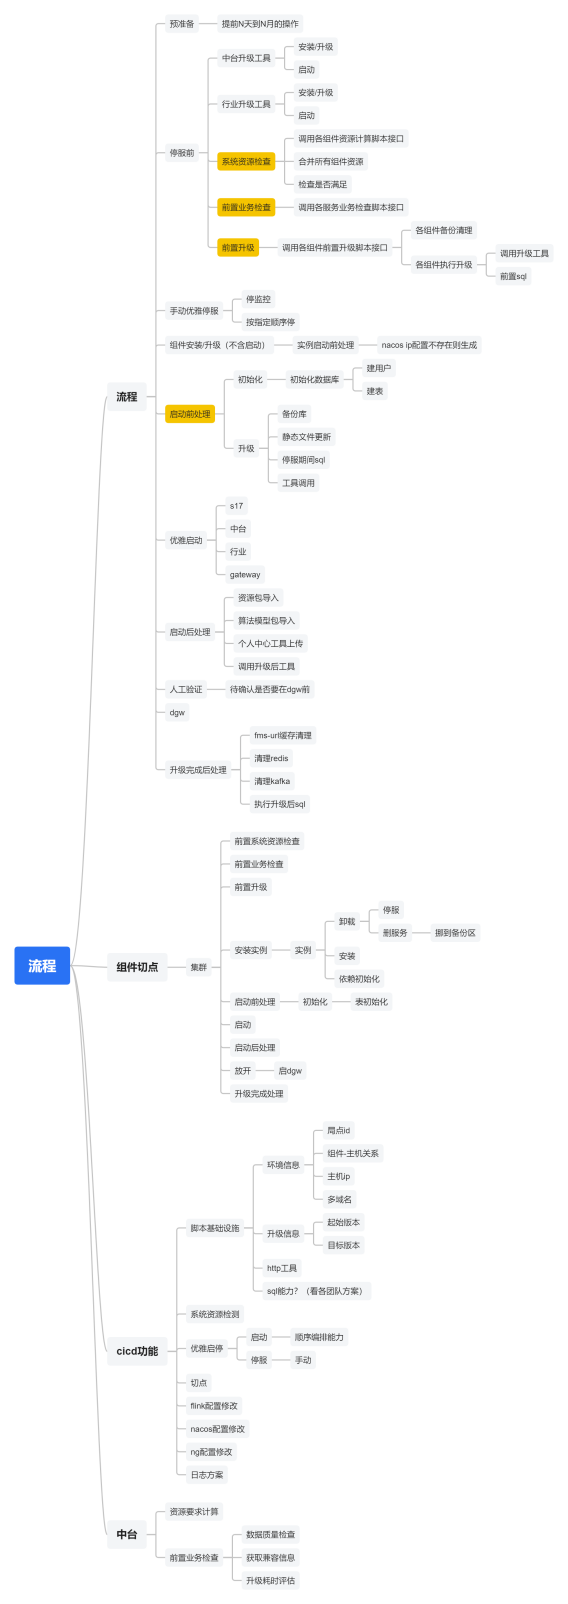 流程
流程
预准备
提前N天到N月的操作
停服前
中台升级工具
安装/升级
启动
行业升级工具
安装/升级
启动
系统资源检查
调用各组件资源计算脚本接口
合并所有组件资源
检查是否满足
前置业务检查
调用各服务业务检查脚本接口
前置升级
调用各组件前置升级脚本接口
各组件备份清理
各组件执行升级
调用升级工具
前置sql
手动优雅停服
停监控
按指定顺序停
组件安装/升级（不含启动）
实例启动前处理
nacos ip配置不存在则生成
启动前处理
初始化
初始化数据库
建用户
建表
升级
备份库
静态文件更新
停服期间sql
工具调用
优雅启动
s17
中台
行业
gateway
启动后处理
资源包导入
算法模型包导入
个人中心工具上传
调用升级后工具
人工验证
待确认是否要在dgw前
dgw
升级完成后处理
fms-url缓存清理
清理redis
清理kafka
执行升级后sql
组件切点
集群
前置系统资源检查
前置业务检查
前置升级
安装实例
实例
卸载
停服
删服务
挪到备份区
安装
依赖初始化
启动前处理
初始化
表初始化
启动
启动后处理
放开
启dgw
升级完成处理
cicd功能
脚本基础设施
环境信息
局点id
组件-主机关系
主机ip
多域名
升级信息
起始版本
目标版本
http工具
sql能力？（看各团队方案）
系统资源检测
优雅启停
启动
顺序编排能力
停服
手动
切点
flink配置修改
nacos配置修改
ng配置修改
日志方案
中台
资源要求计算
前置业务检查
数据质量检查
获取兼容信息
升级耗时评估